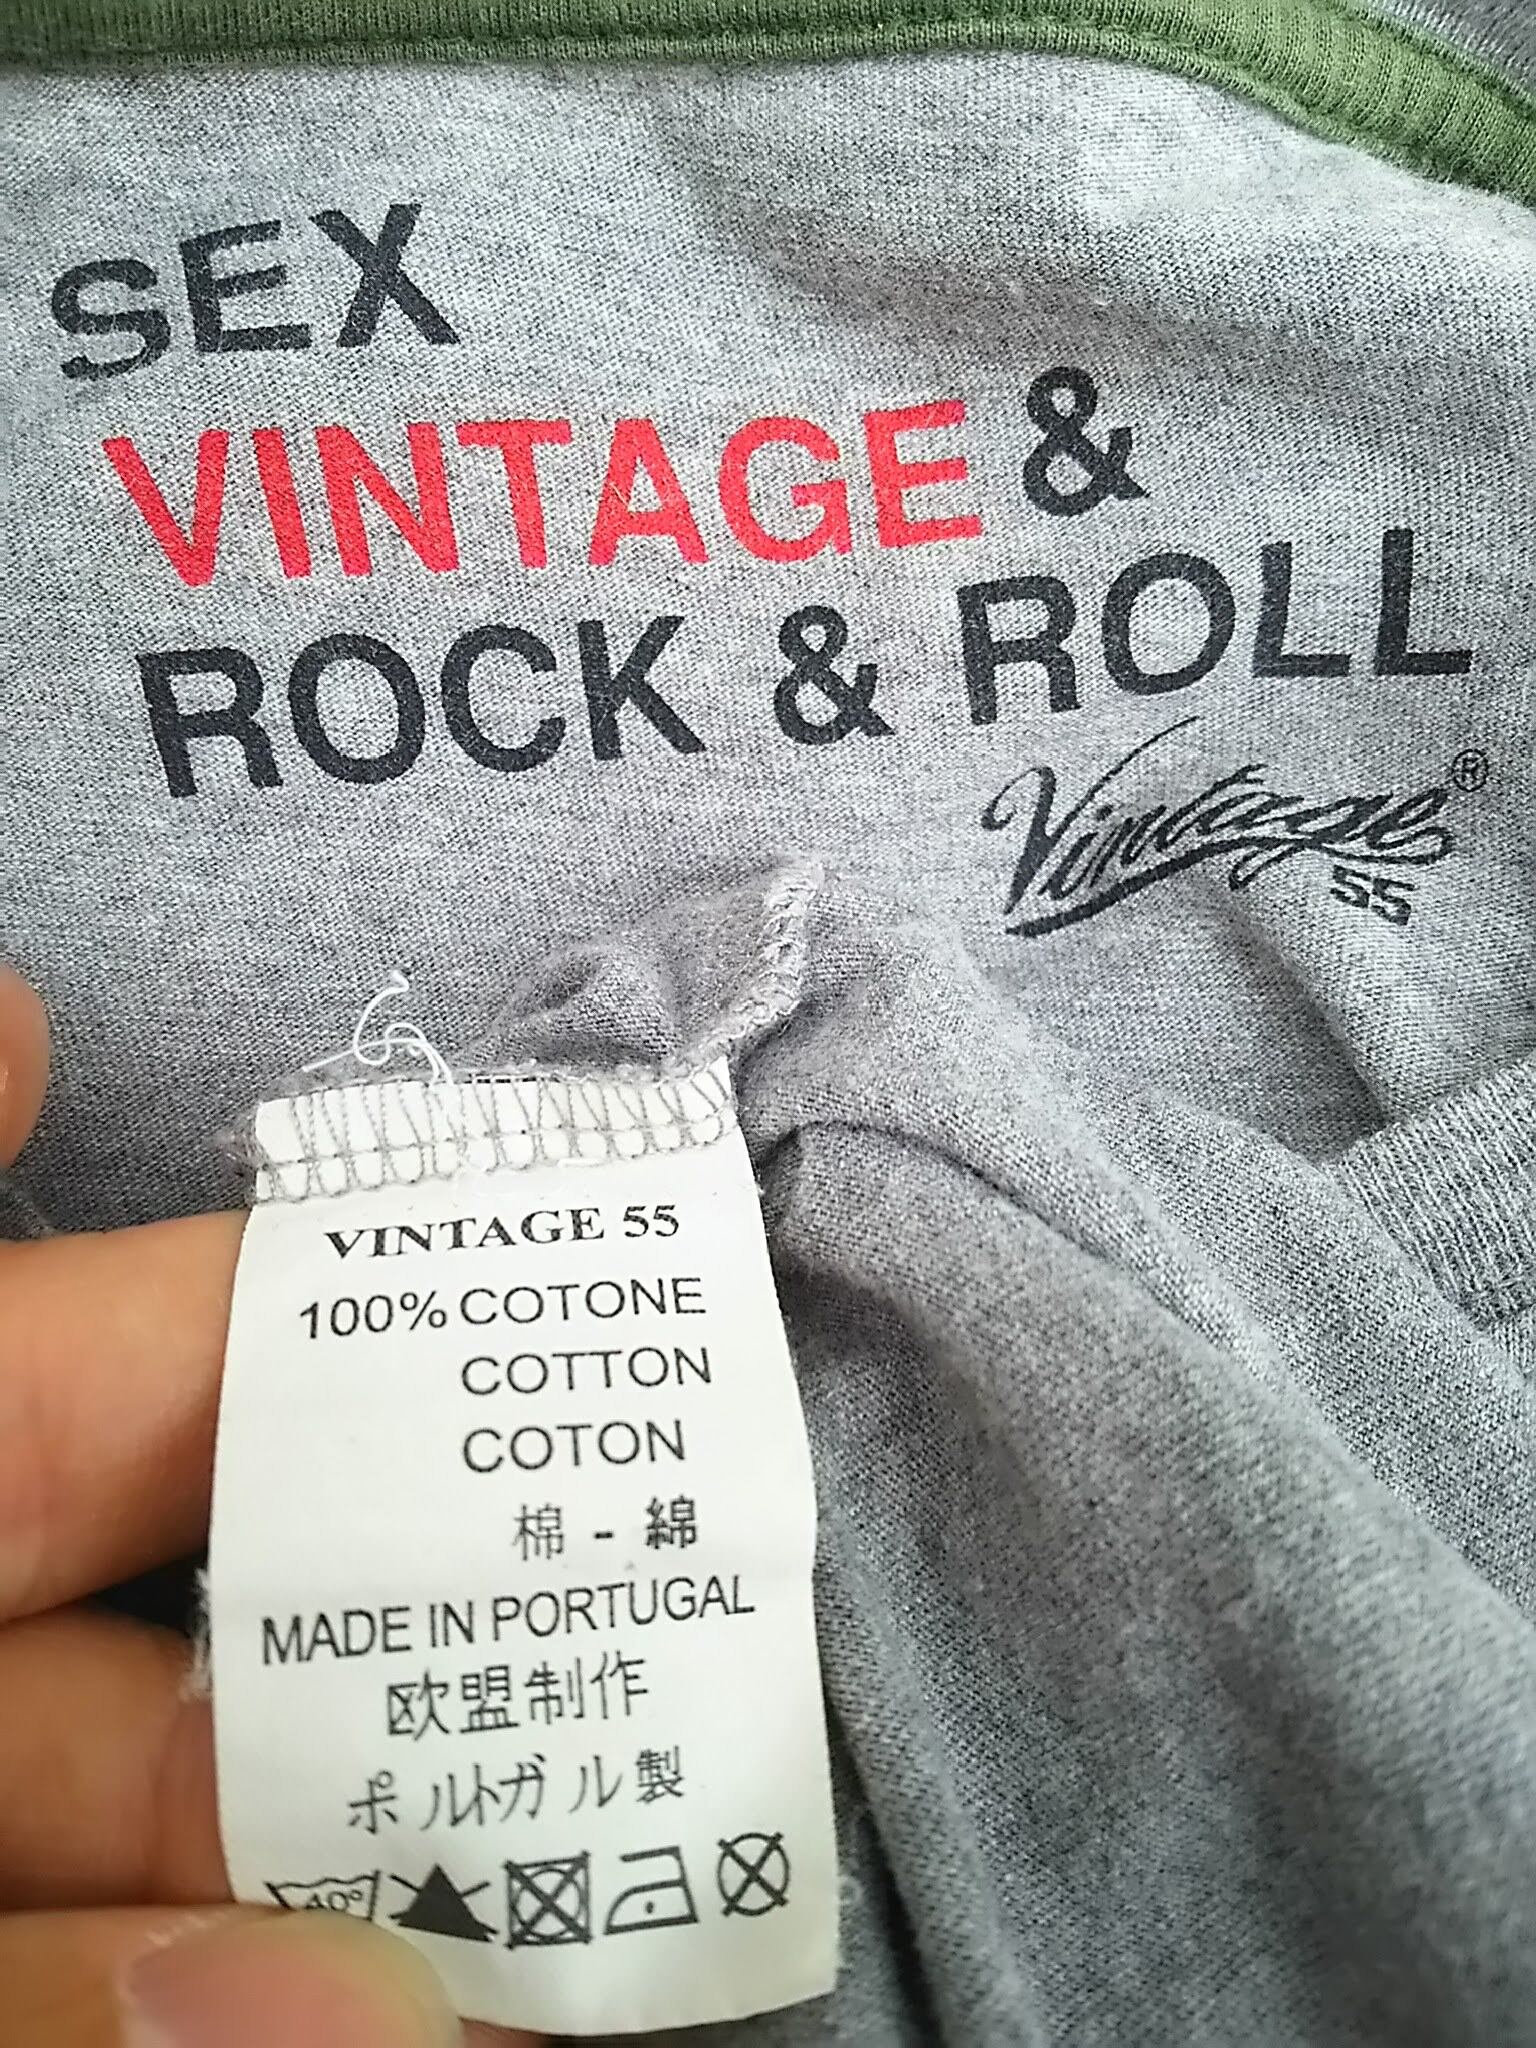 SEX
VINTAGE &
ROCK & ROLL
Vintage ®
55
VINTAGE 55
100% COTONE
COTTON
COTON
棉 - 綿
MADE IN PORTUGAL
欧盟制作
ポルトガル製
40°